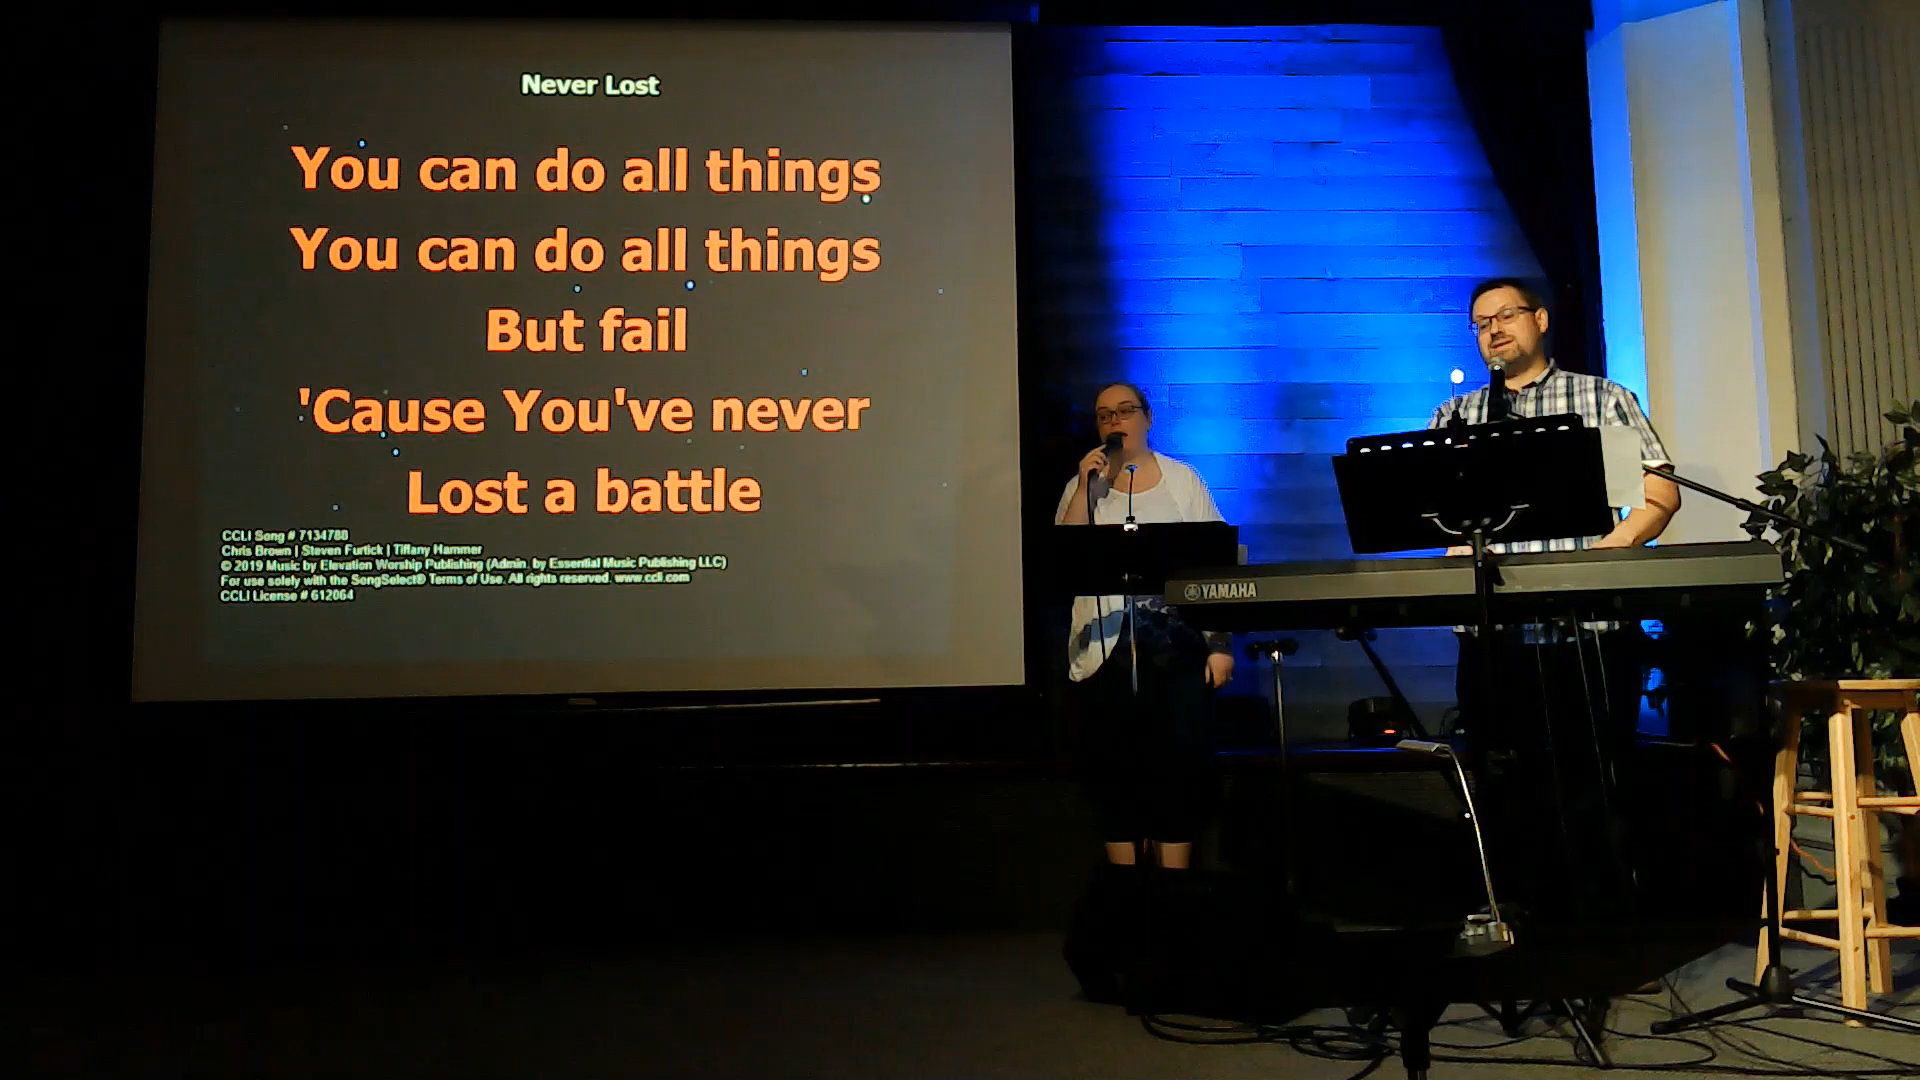 Never Lost
You can do all things
You can do all things
But fail
'Cause You've never
Lost a battle
CCLI Song # 7134780
Chris Brown | Steven Furtick | Tiffany Hammer
© 2019 Music by Elevation Worship Publishing (Admin. by Essential Music Publishing LLC)
For use solely with the SongSelect® Terms of Use. All rights reserved. www.ccli.com
CCLI License # 612064
YAMAHA